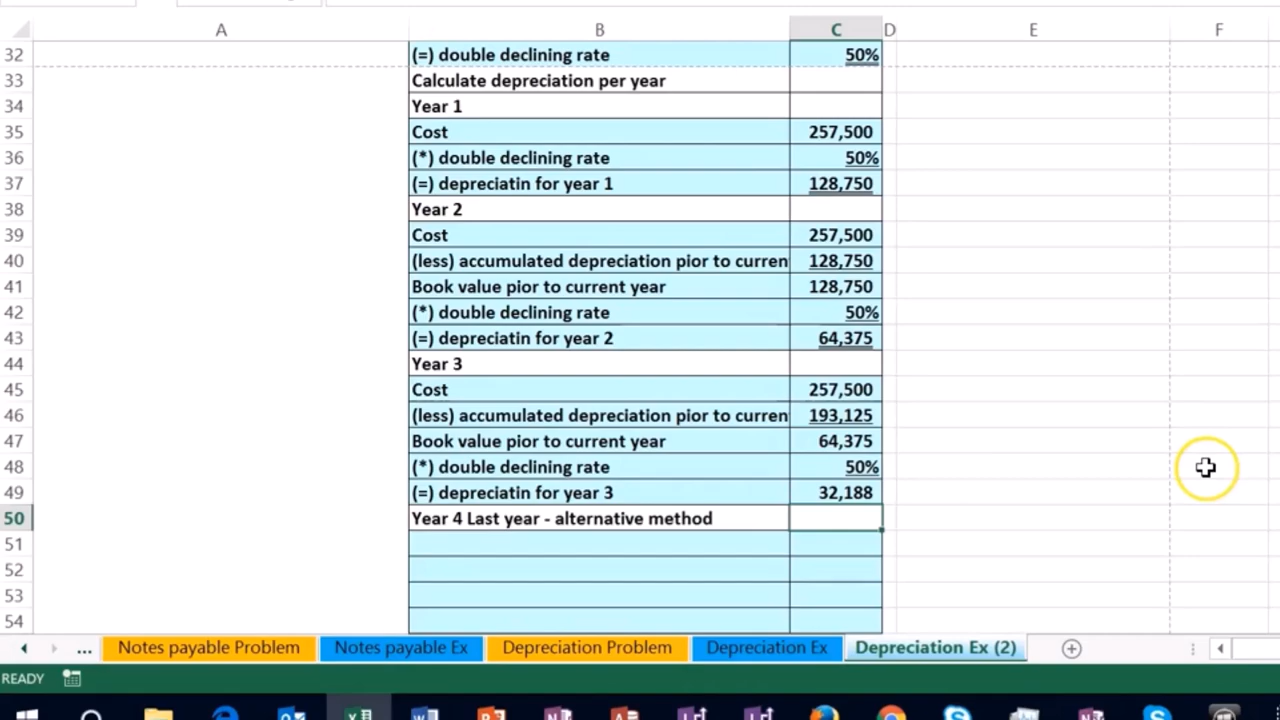 A B C D E F
32 (=) double declining rate 50%
33 Calculate depreciation per year
34 Year 1
35 Cost 257,500
36 (*) double declining rate 50%
37 (=) depreciatin for year 1 128,750
38 Year 2
39 Cost 257,500
40 (less) accumulated depreciation pior to curren 128,750
41 Book value pior to current year 128,750
42 (*) double declining rate 50%
43 (=) depreciatin for year 2 64,375
44 Year 3
45 Cost 257,500
46 (less) accumulated depreciation pior to curren 193,125
47 Book value pior to current year 64,375
48 (*) double declining rate 50%
49 (=) depreciatin for year 3 32,188
50 Year 4 Last year - alternative method
51
52
53
54
... Notes payable Problem Notes payable Ex Depreciation Problem Depreciation Ex Depreciation Ex (2)
READY